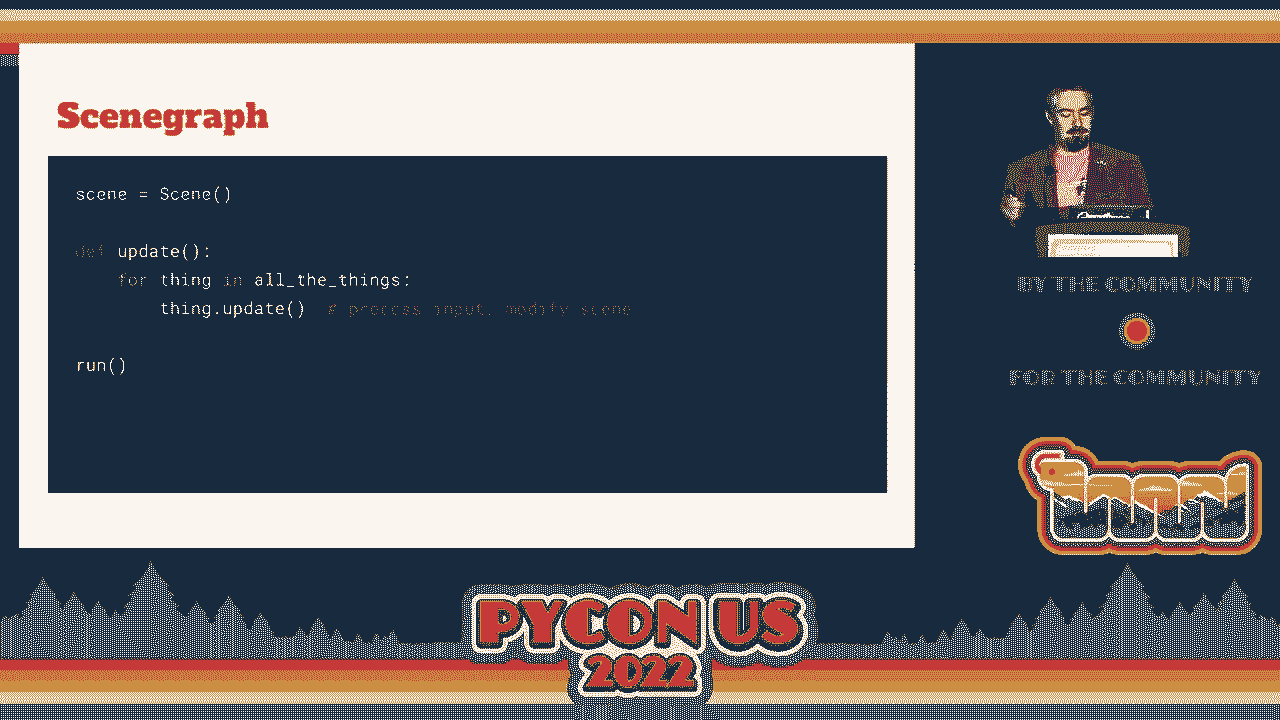 Scenegraph
scene = Scene()
def update():
    for thing in all_the_things:
        thing.update()  # process input, modify scene
run()
BY THE COMMUNITY
FOR THE COMMUNITY
PYCON US
2022